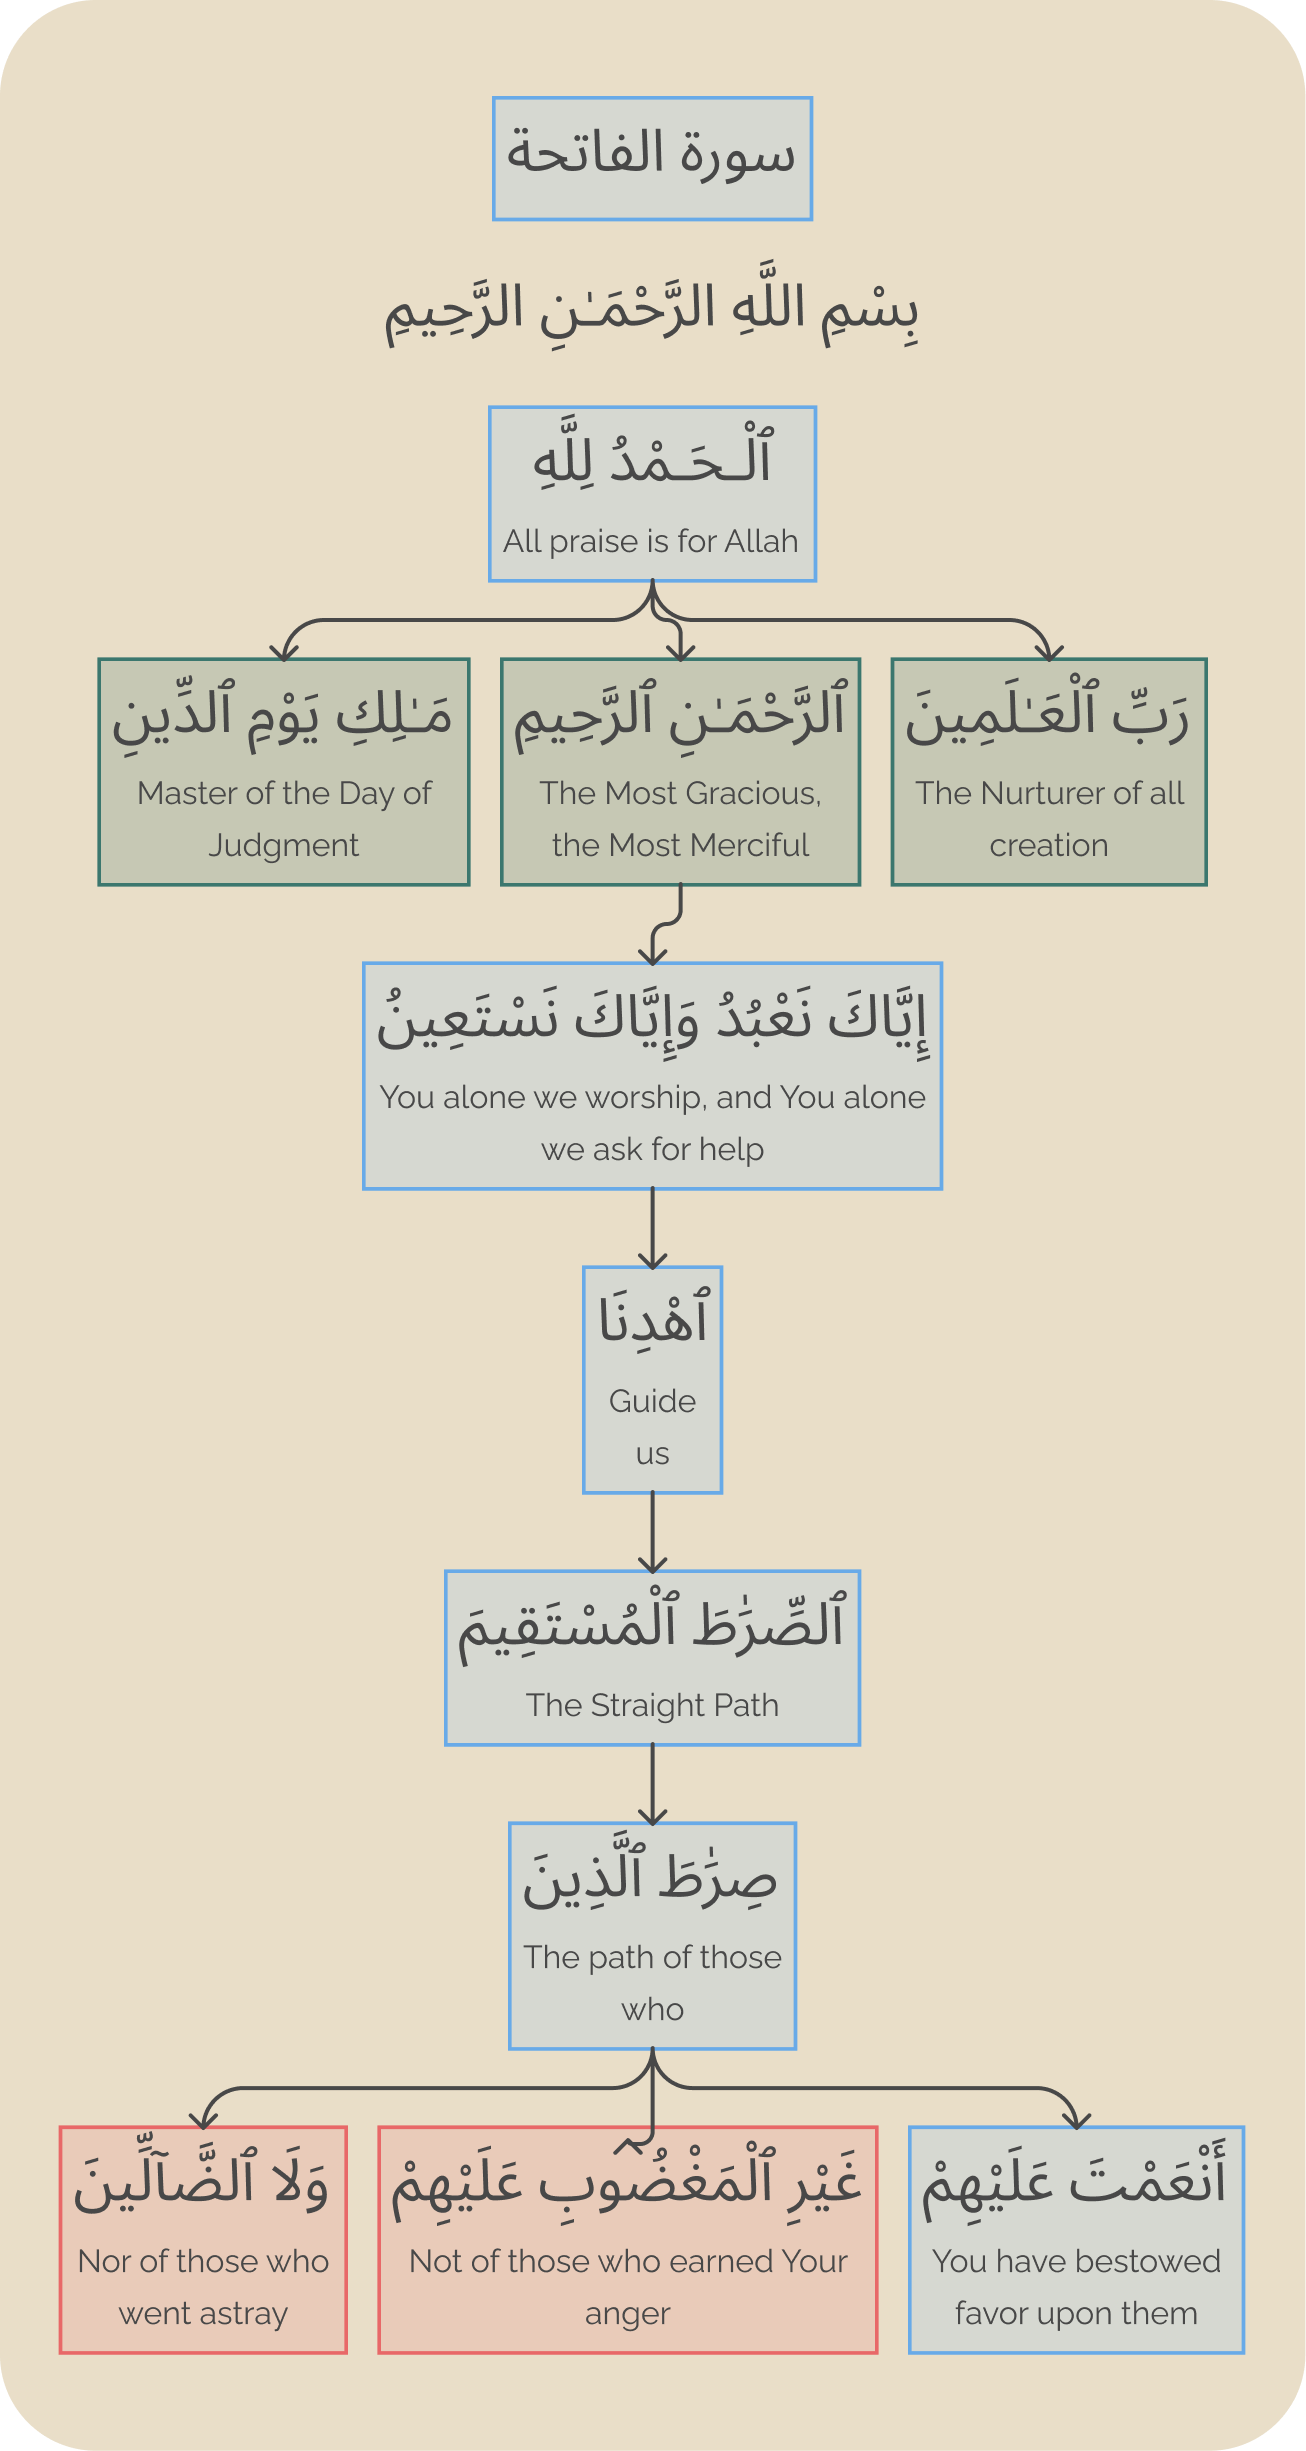 سورة الفاتحة
بِسْمِ اللَّهِ الرَّحْمَـٰنِ الرَّحِيمِ
ٱلْـحَـمْدُ لِلَّهِ
All praise is for Allah
رَبِّ ٱلْعَـٰلَمِينَ
The Nurturer of all
creation
ٱلرَّحْمَـٰنِ ٱلرَّحِيمِ
The Most Gracious,
the Most Merciful
مَـٰلِكِ يَوْمِ ٱلدِّينِ
Master of the Day of
Judgment
إِيَّاكَ نَعْبُدُ وَإِيَّاكَ نَسْتَعِينُ
You alone we worship, and You alone
we ask for help
ٱهْدِنَا
Guide
us
ٱلصِّرَٰطَ ٱلْمُسْتَقِيمَ
The Straight Path
صِرَٰطَ ٱلَّذِينَ
The path of those
who
أَنْعَمْتَ عَلَيْهِمْ
You have bestowed
favor upon them
غَيْرِ ٱلْمَغْضُوبِ عَلَيْهِمْ
Not of those who earned Your
anger
وَلَا ٱلضَّآلِّينَ
Nor of those who
went astray